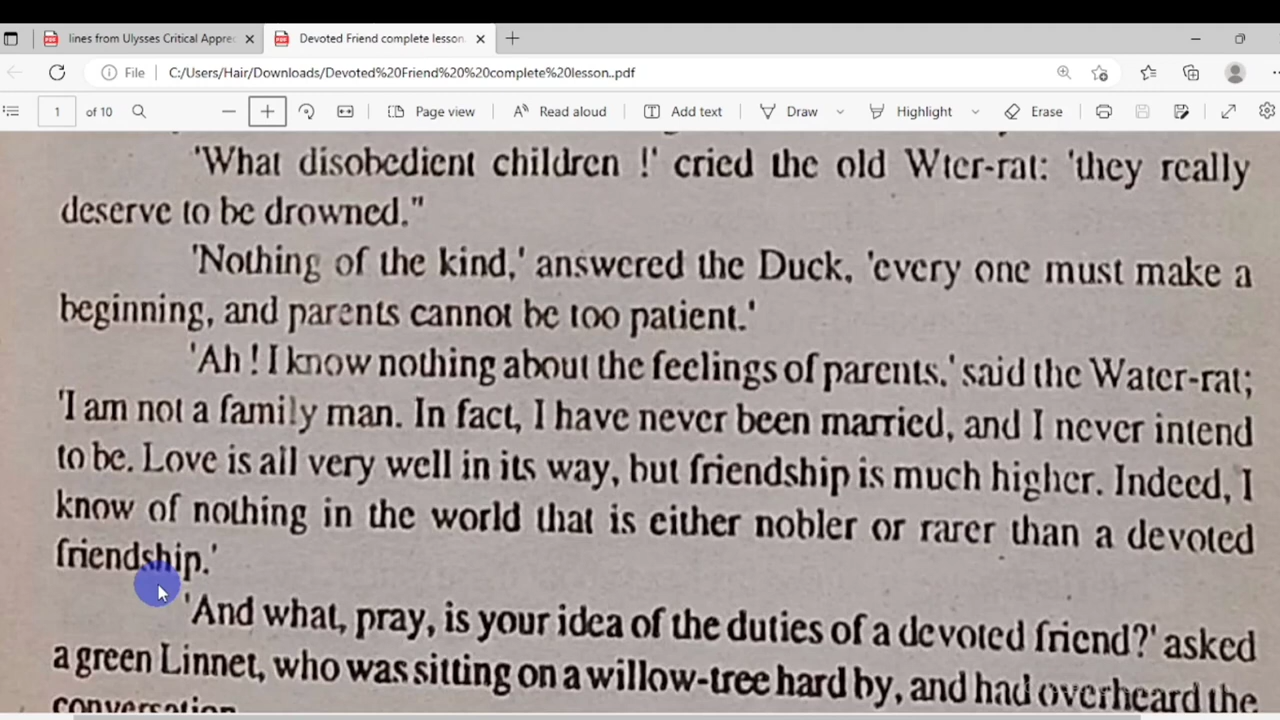 lines from Ulysses Critical Appre
Devoted Friend complete lesson.
File
C:/Users/Hair/Downloads/Devoted%20Friend%20%20complete%20lesson..pdf
1 of 10
Page view
Read aloud
Add text
Draw
Highlight
Erase
'What disobedient children !' cried the old Wter-rat: 'they really
deserve to be drowned."
'Nothing of the kind,' answered the Duck, 'every one must make a
beginning, and parents cannot be too patient.'
'Ah ! I know nothing about the feelings of parents.' said the Water-rat;
'I am not a family man. In fact, I have never been married, and I never intend
to be. Love is all very well in its way, but friendship is much higher. Indeed, I
know of nothing in the world that is either nobler or rarer than a devoted
friendship.'
'And what, pray, is your idea of the duties of a devoted friend?' asked
a green Linnet, who was sitting on a willow-tree hard by, and had overheard the
conversation